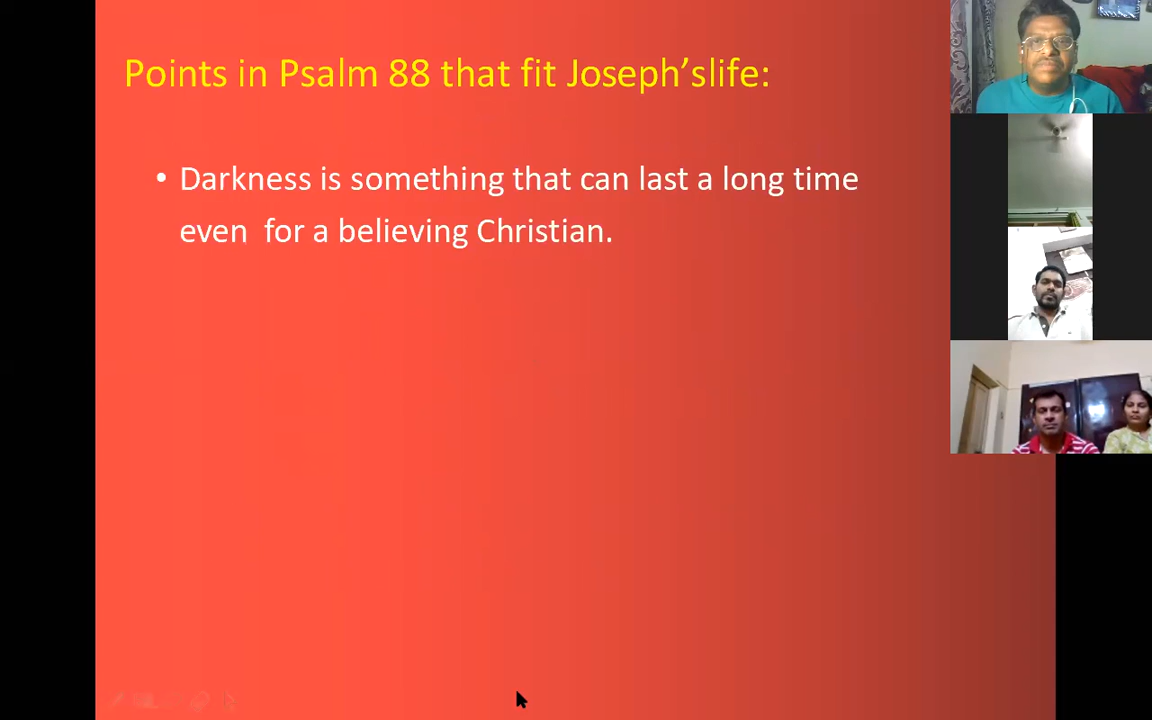 Points in Psalm 88 that fit Joseph'slife:
• Darkness is something that can last a long time
even  for a believing Christian.